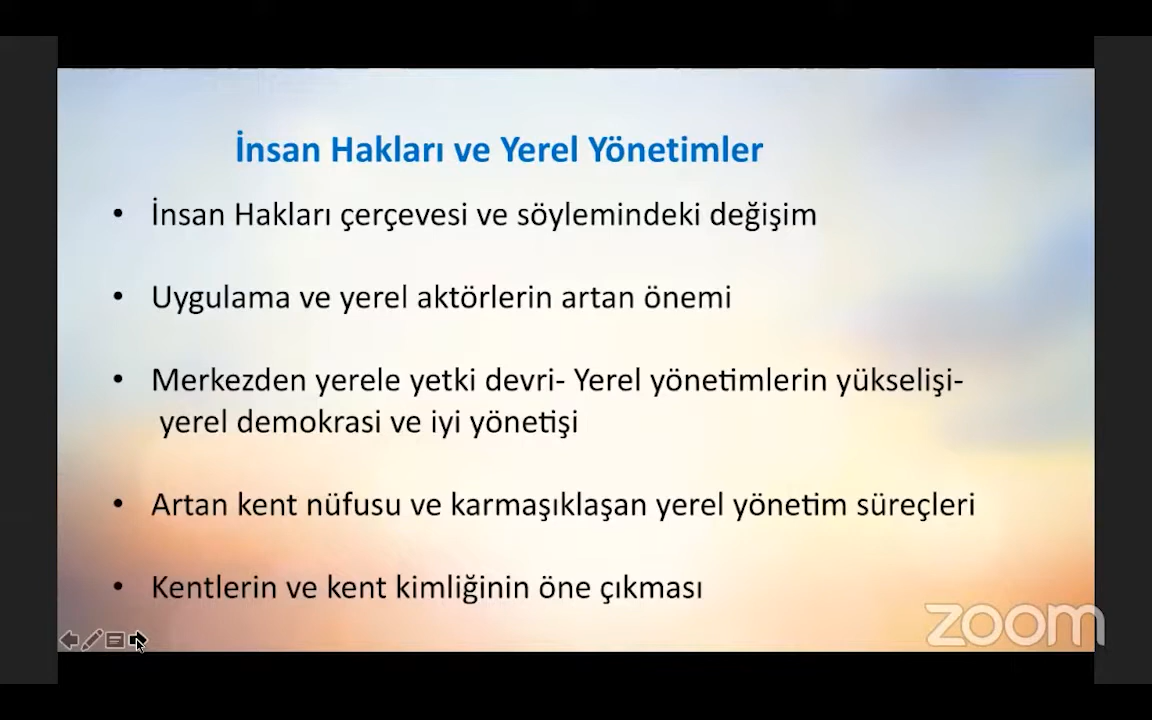 İnsan Hakları ve Yerel Yönetimler
• İnsan Hakları çerçevesi ve söylemindeki değişim
• Uygulama ve yerel aktörlerin artan önemi
• Merkezden yerele yetki devri- Yerel yönetimlerin yükselişi-
yerel demokrasi ve iyi yönetişi
• Artan kent nüfusu ve karmaşıklaşan yerel yönetim süreçleri
• Kentlerin ve kent kimliğinin öne çıkması
zoom